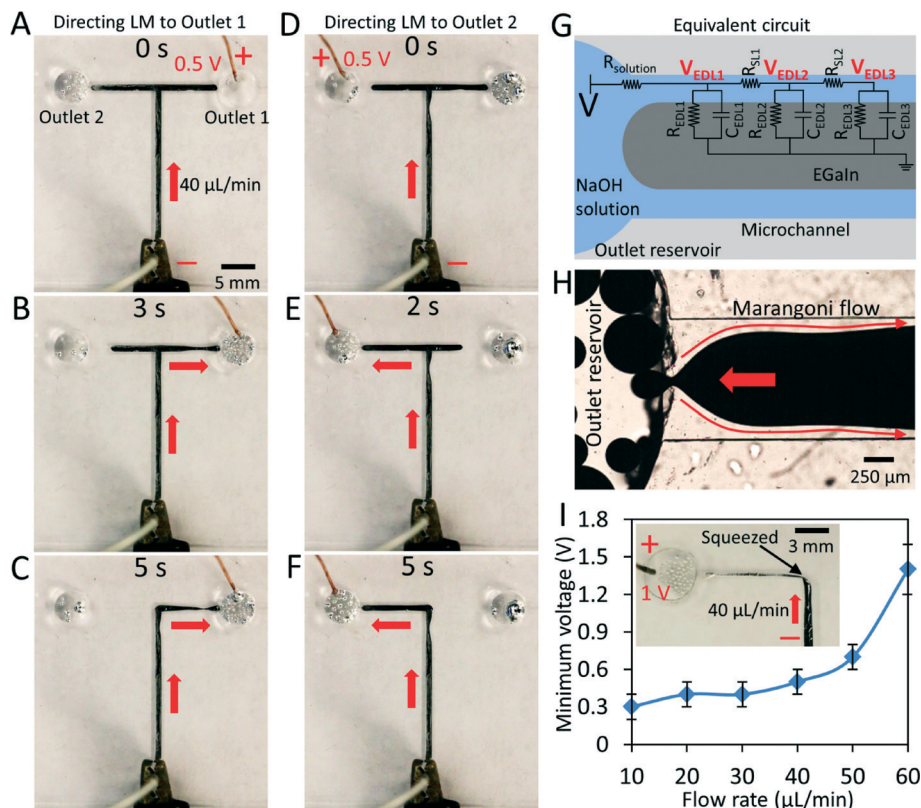 A
Directing LM to Outlet 1
0 s
0.5 V
+
Outlet 2
Outlet 1
40 µL/min
−
5 mm
B
3 s
C
5 s
D
Directing LM to Outlet 2
0 s
+ 0.5 V
−
E
2 s
F
5 s
G
Equivalent circuit
R_solution
V_EDL1
R_SL1
V_EDL2
R_SL2
V_EDL3
V
R_EDL1
C_EDL1
R_EDL2
C_EDL2
R_EDL3
C_EDL3
EGaIn
NaOH
solution
Microchannel
Outlet reservoir
H
Outlet reservoir
Marangoni flow
250 µm
I
Minimum voltage (V)
1.8
1.5
1.2
0.9
0.6
0.3
0
+
1 V
Squeezed
3 mm
40 µL/min
−
10 20 30 40 50 60
Flow rate (µL/min)